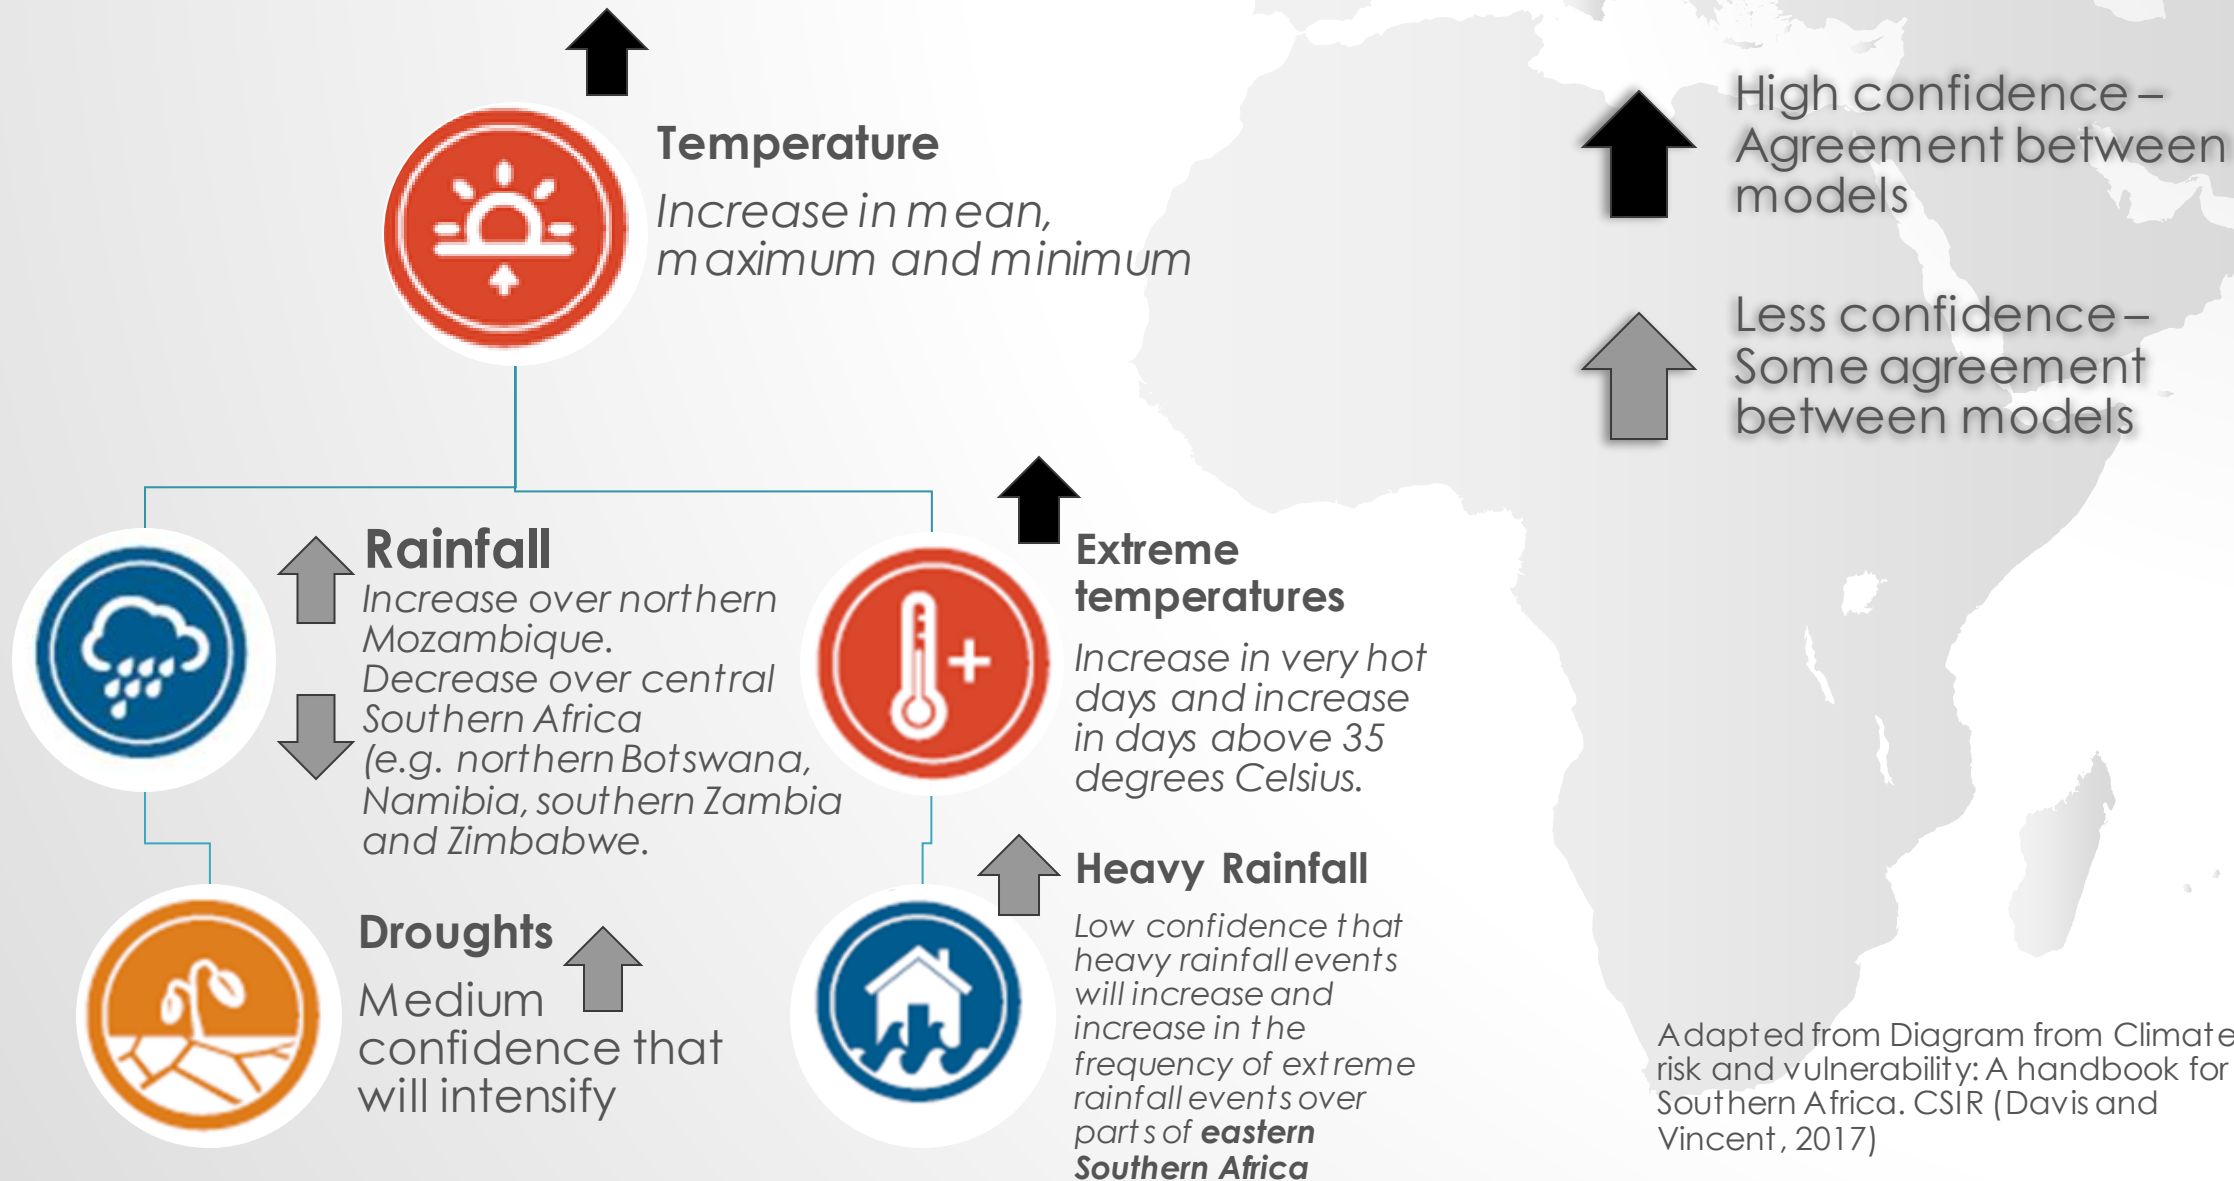 Temperature
Increase in mean,
maximum and minimum
High confidence –
Agreement between
models
Less confidence –
Some agreement
between models
Rainfall
Increase over northern
Mozambique.
Decrease over central
Southern Africa
(e.g. northern Botswana,
Namibia, southern Zambia
and Zimbabwe.
Extreme
temperatures
Increase in very hot
days and increase
in days above 35
degrees Celsius.
Droughts
Medium
confidence that
will intensify
Heavy Rainfall
Low confidence that
heavy rainfall events
will increase and
increase in the
frequency of extreme
rainfall events over
parts of eastern
Southern Africa
Adapted from Diagram from Climate
risk and vulnerability: A handbook for
Southern Africa. CSIR (Davis and
Vincent, 2017)